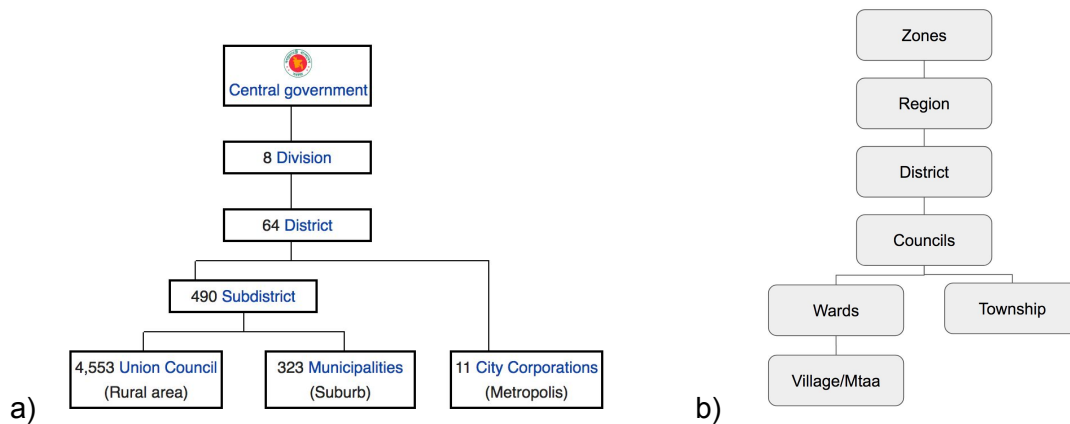 Central government
8 Division
64 District
490 Subdistrict
4,553 Union Council
(Rural area)
323 Municipalities
(Suburb)
11 City Corporations
(Metropolis)
a)
Zones
Region
District
Councils
Wards
Township
Village/Mtaa
b)